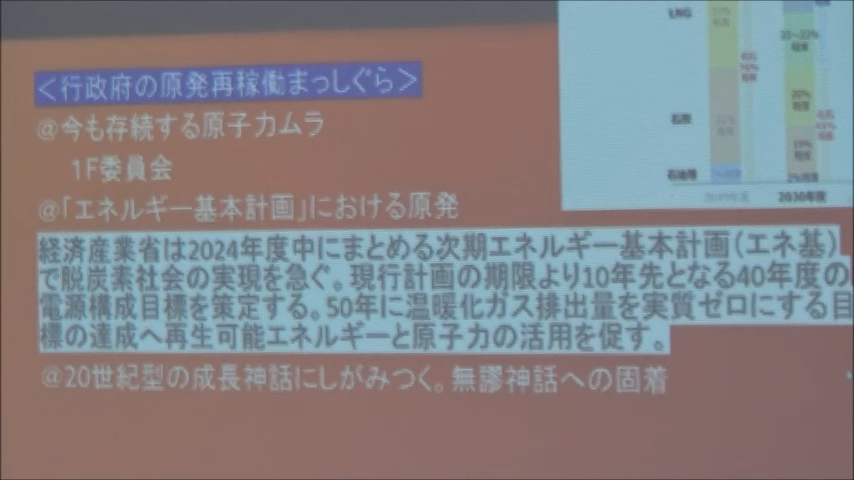 ＜行政府の原発再稼働まっしぐら＞
＠今も存続する原子力ムラ
1F委員会
＠「エネルギー基本計画」における原発
経済産業省は2024年度中にまとめる次期エネルギー基本計画（エネ基）
で脱炭素社会の実現を急ぐ。現行計画の期限より10年先となる40年度の
電源構成目標を策定する。50年に温暖化ガス排出量を実質ゼロにする目
標の達成へ再生可能エネルギーと原子力の活用を促す。
＠20世紀型の成長神話にしがみつく。無謬神話への固着
LNG
石炭
石油等
2030年度